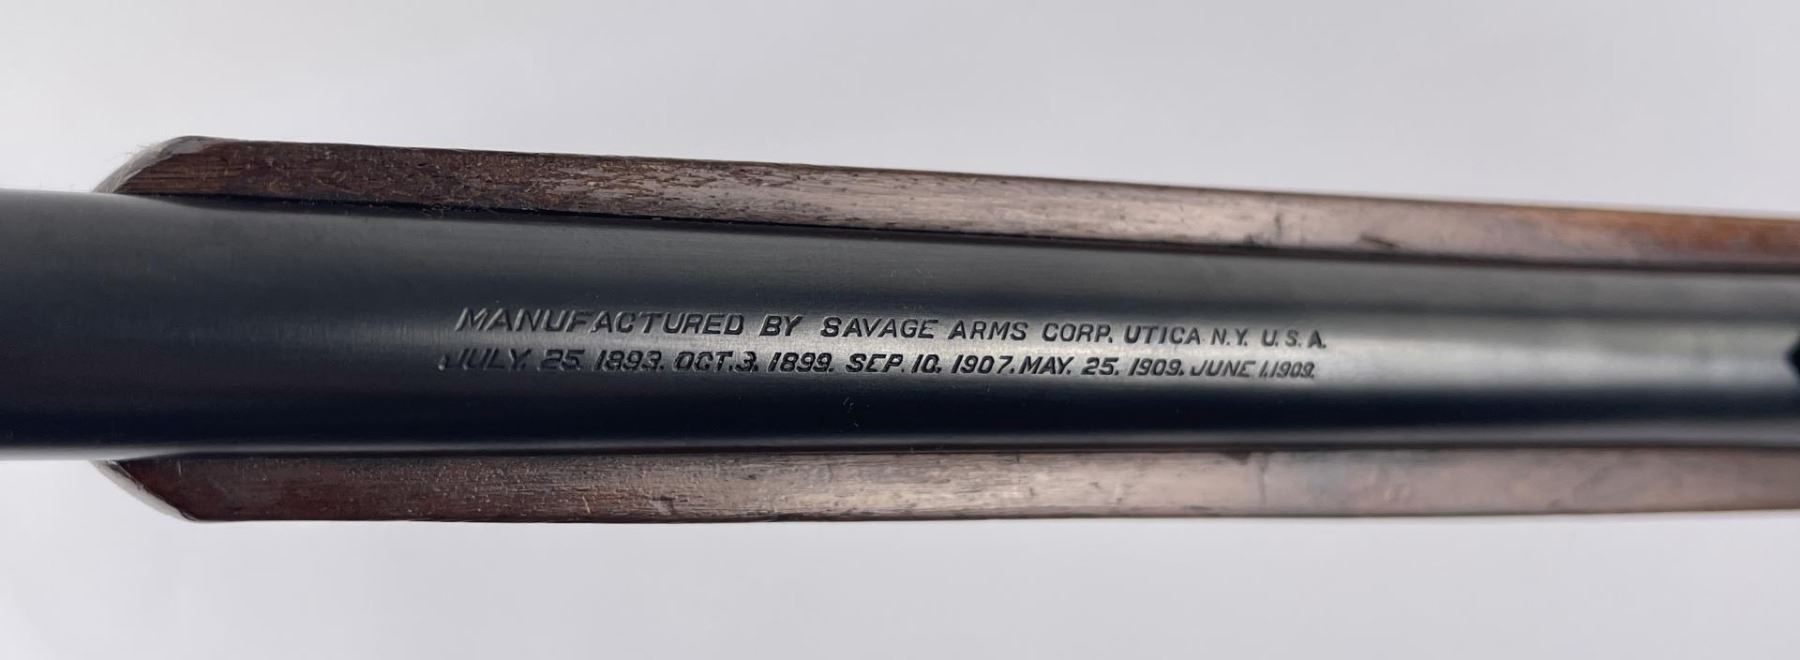 MANUFACTURED BY SAVAGE ARMS CORP. UTICA N.Y. U.S.A.
JULY. 25. 1893. OCT. 3. 1899. SEP. 10. 1907. MAY. 25. 1909. JUNE 1. 1909.